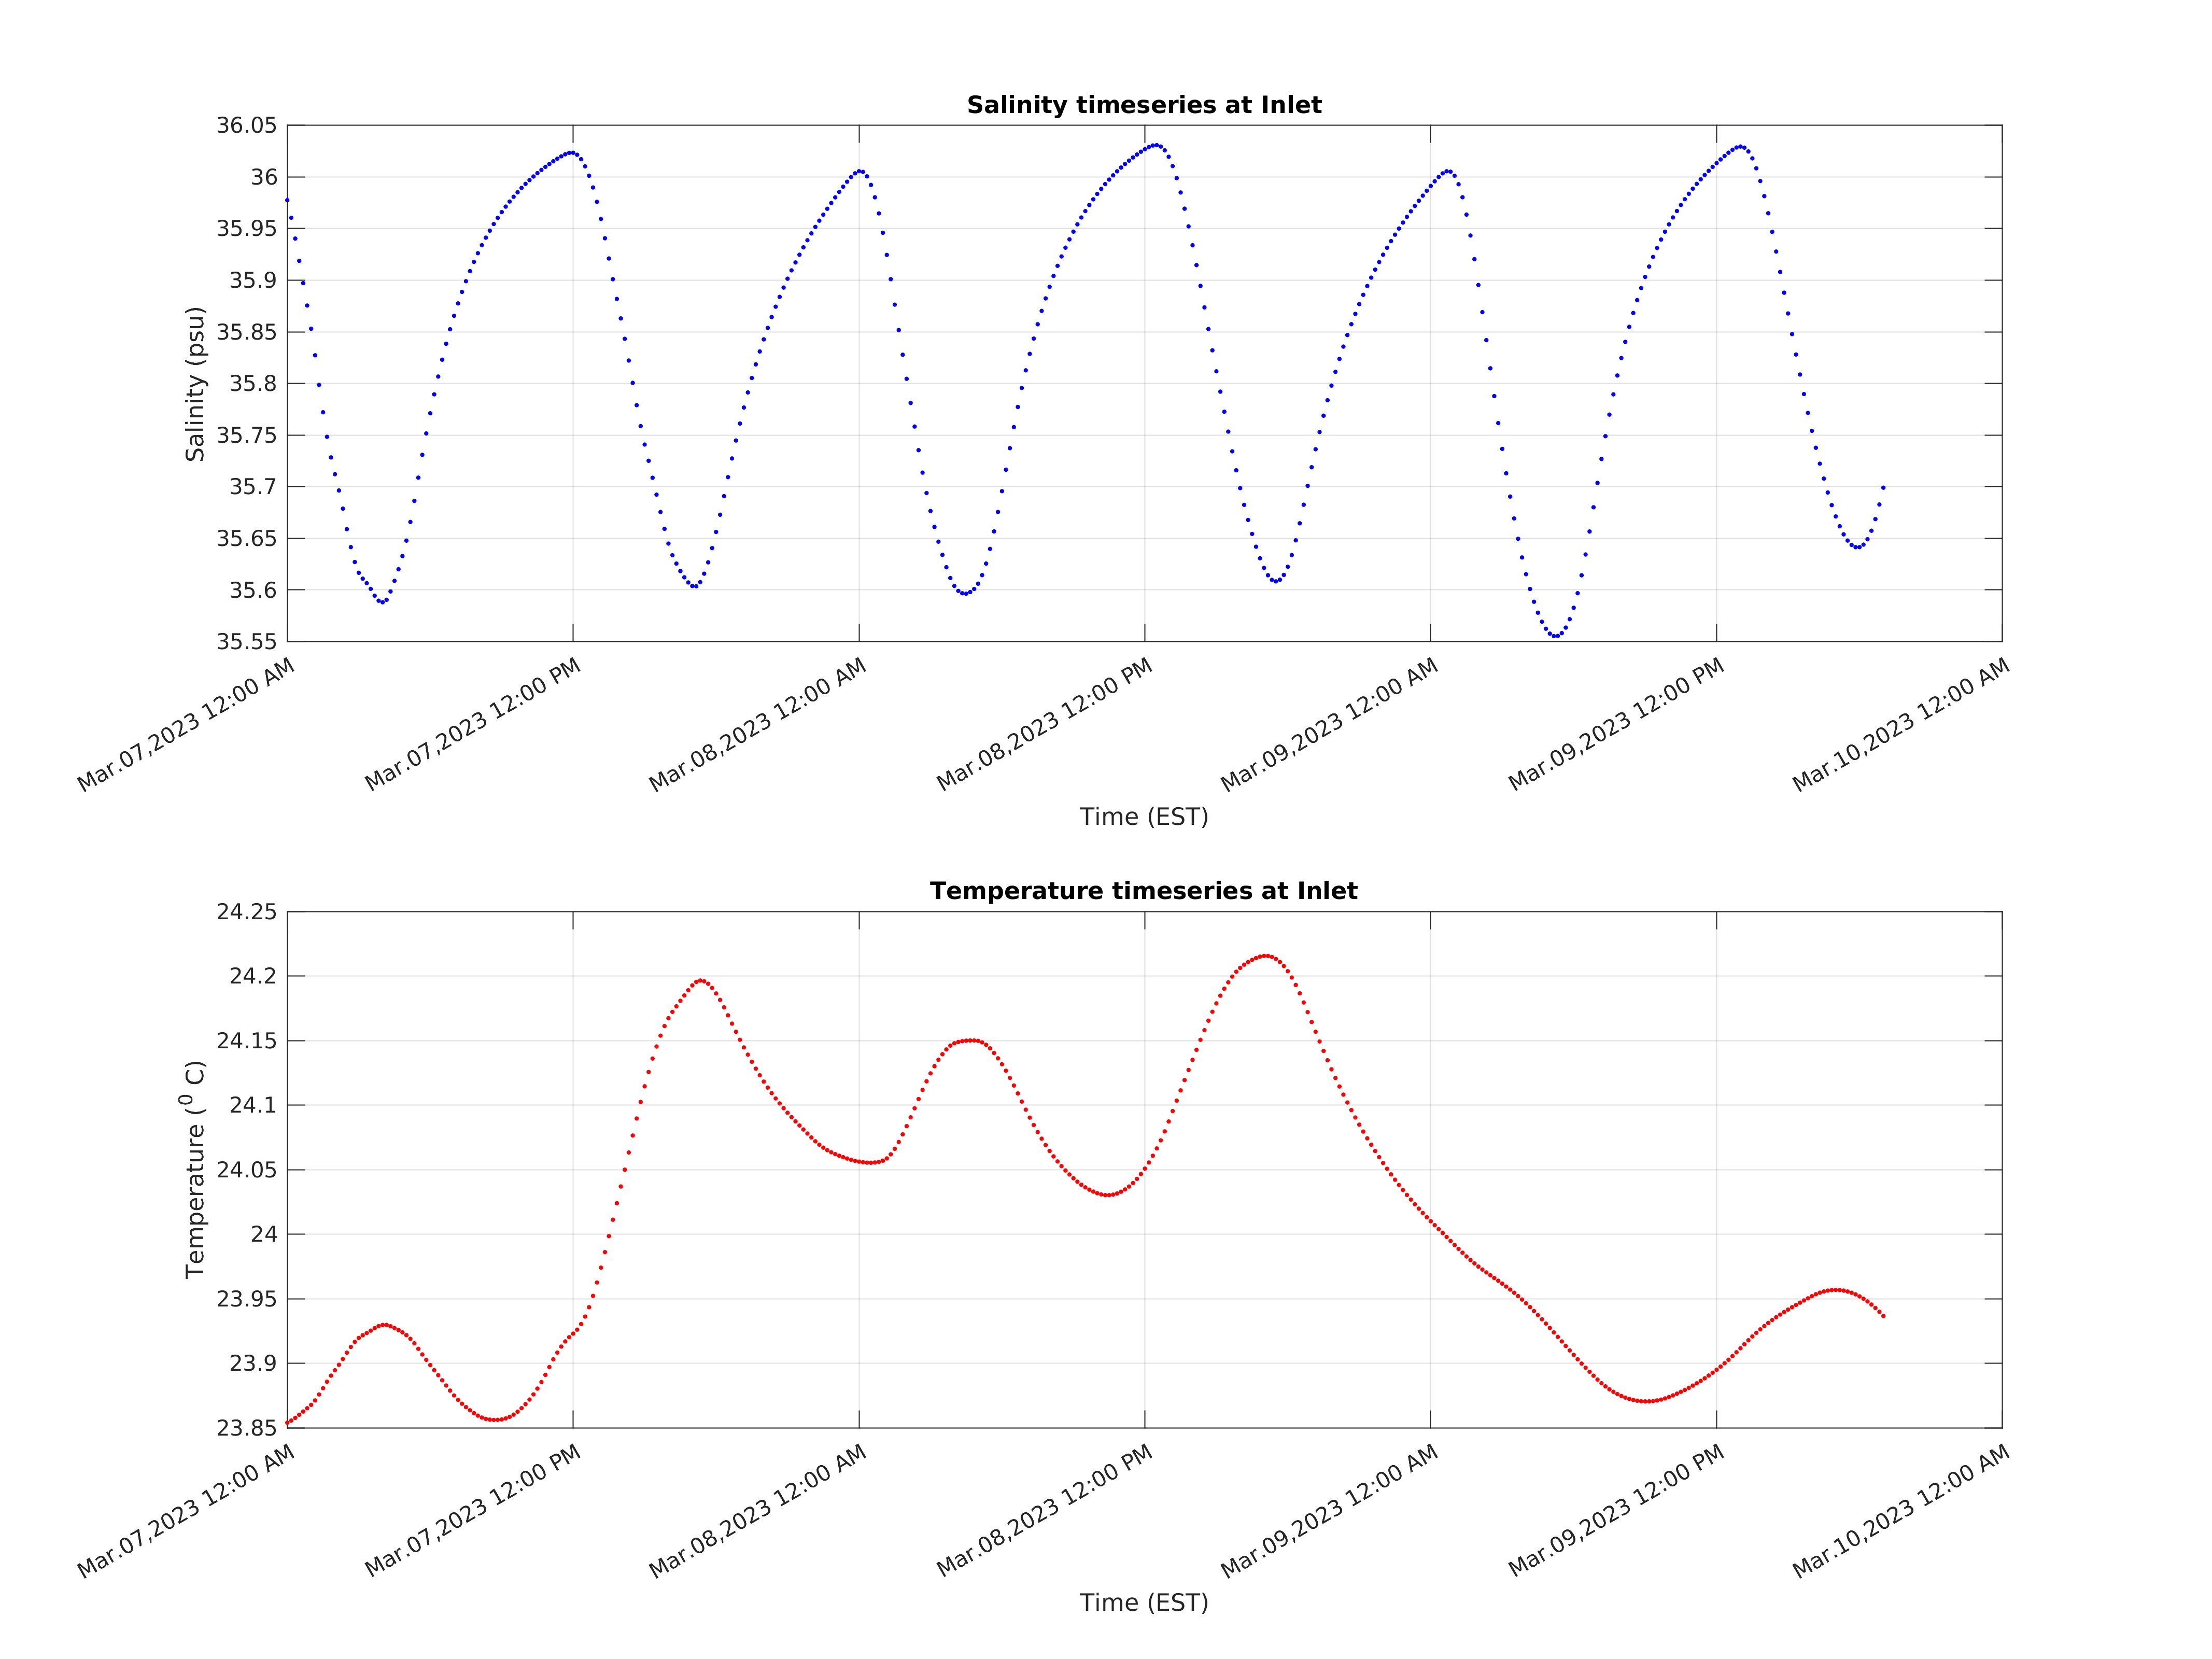 Salinity timeseries at Inlet
36.05
36
35.95
35.9
35.85
35.8
35.75
35.7
35.65
35.6
35.55
Salinity (psu)
Mar.07,2023 12:00 AM
Mar.07,2023 12:00 PM
Mar.08,2023 12:00 AM
Mar.08,2023 12:00 PM
Mar.09,2023 12:00 AM
Mar.09,2023 12:00 PM
Mar.10,2023 12:00 AM
Time (EST)
Temperature timeseries at Inlet
24.25
24.2
24.15
24.1
24.05
24
23.95
23.9
23.85
Temperature (⁰ C)
Mar.07,2023 12:00 AM
Mar.07,2023 12:00 PM
Mar.08,2023 12:00 AM
Mar.08,2023 12:00 PM
Mar.09,2023 12:00 AM
Mar.09,2023 12:00 PM
Mar.10,2023 12:00 AM
Time (EST)